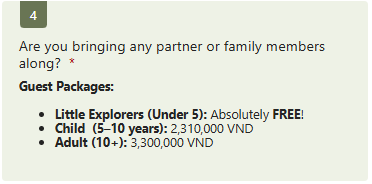 4
Are you bringing any partner or family members
along? *
Guest Packages:
• Little Explorers (Under 5): Absolutely FREE!
• Child (5–10 years): 2,310,000 VND
• Adult (10+): 3,300,000 VND